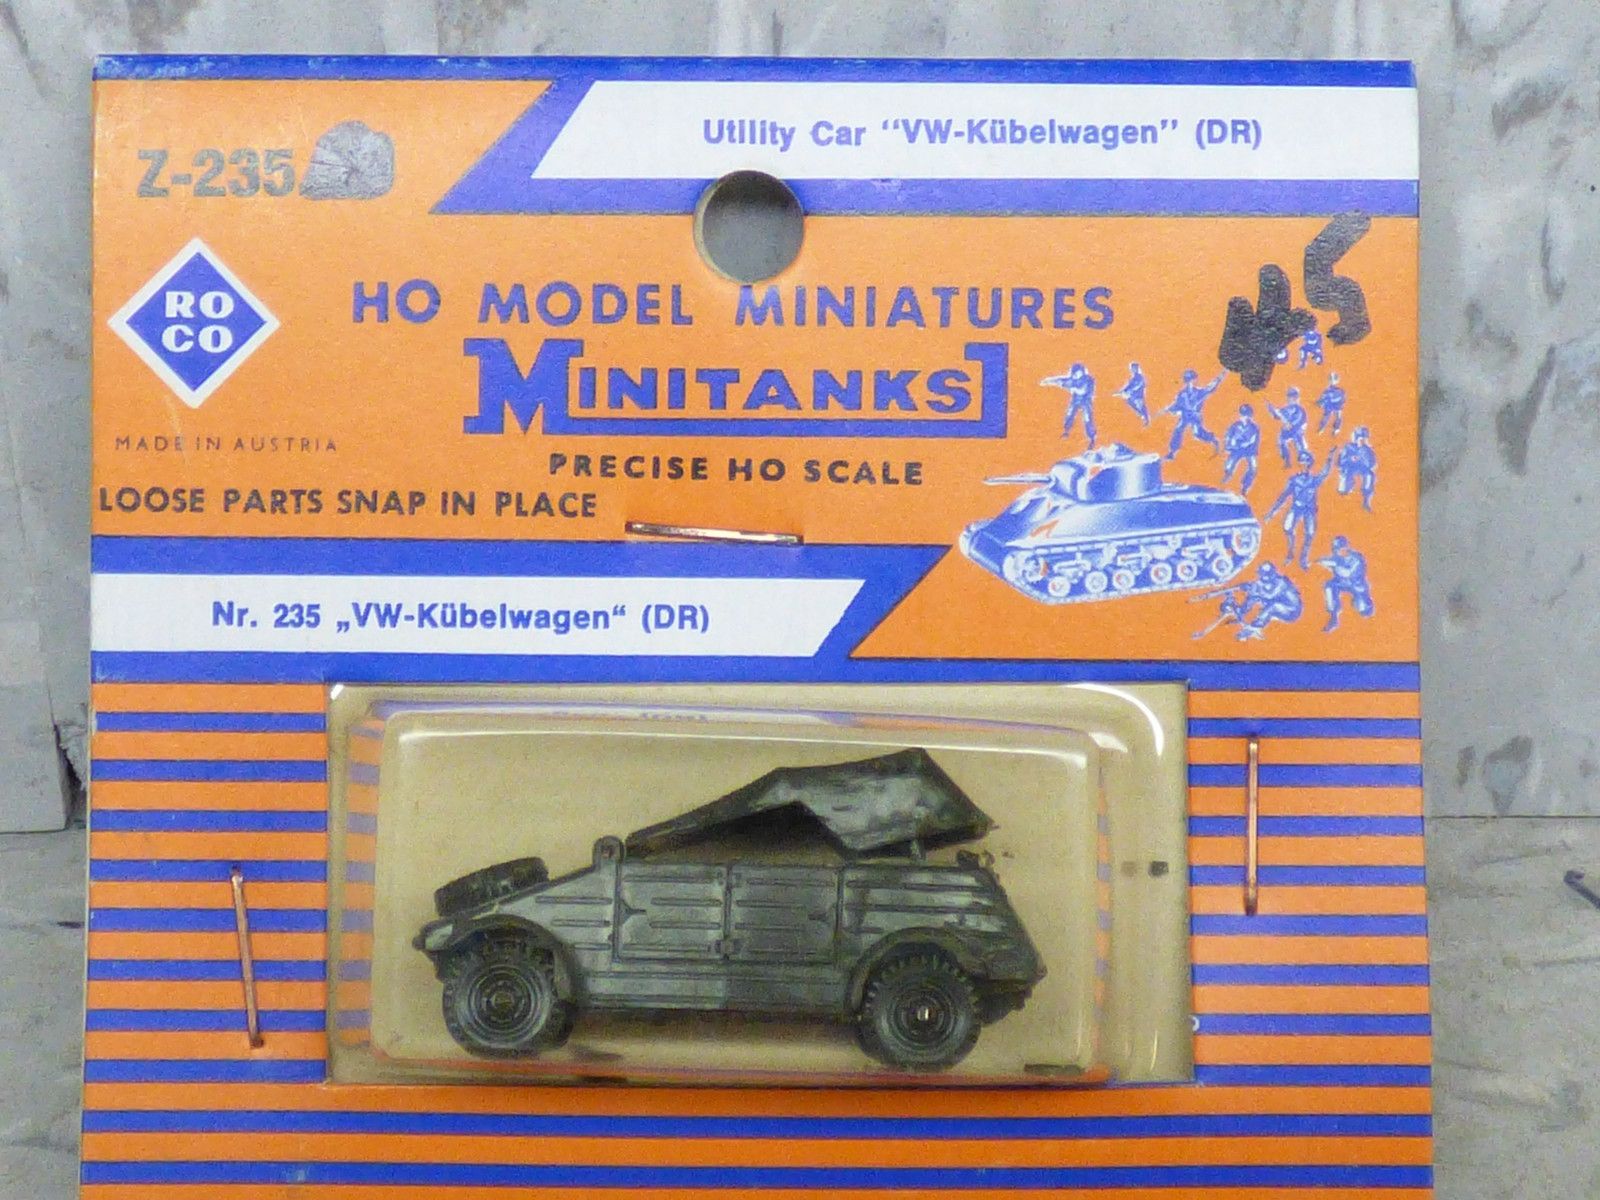 Utility Car “VW-Kübelwagen” (DR)
Z-235
RO
CO
HO MODEL MINIATURES
MINITANKS
MADE IN AUSTRIA
PRECISE HO SCALE
LOOSE PARTS SNAP IN PLACE
Nr. 235 „VW-Kübelwagen“ (DR)